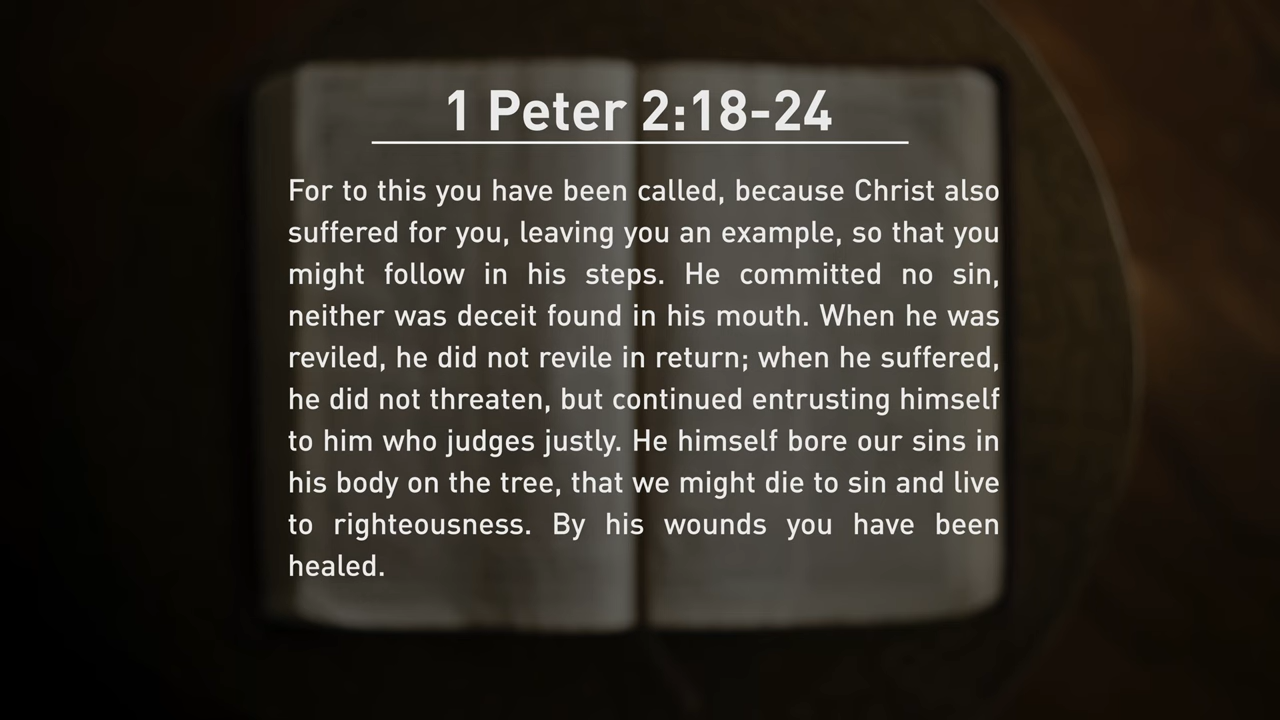 1 Peter 2:18-24
For to this you have been called, because Christ also
suffered for you, leaving you an example, so that you
might follow in his steps. He committed no sin,
neither was deceit found in his mouth. When he was
reviled, he did not revile in return; when he suffered,
he did not threaten, but continued entrusting himself
to him who judges justly. He himself bore our sins in
his body on the tree, that we might die to sin and live
to righteousness. By his wounds you have been
healed.